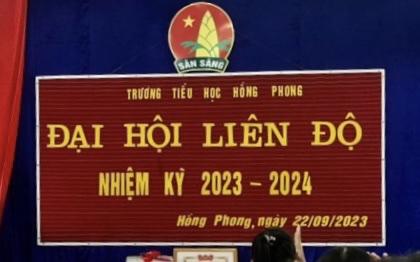 SẴN SÀNG
TRƯỜNG TIỂU HỌC HỒNG PHONG
ĐẠI HỘI LIÊN ĐỘ
NHIỆM KỲ 2023 - 2024
Hồng Phong, ngày 22/09/2023